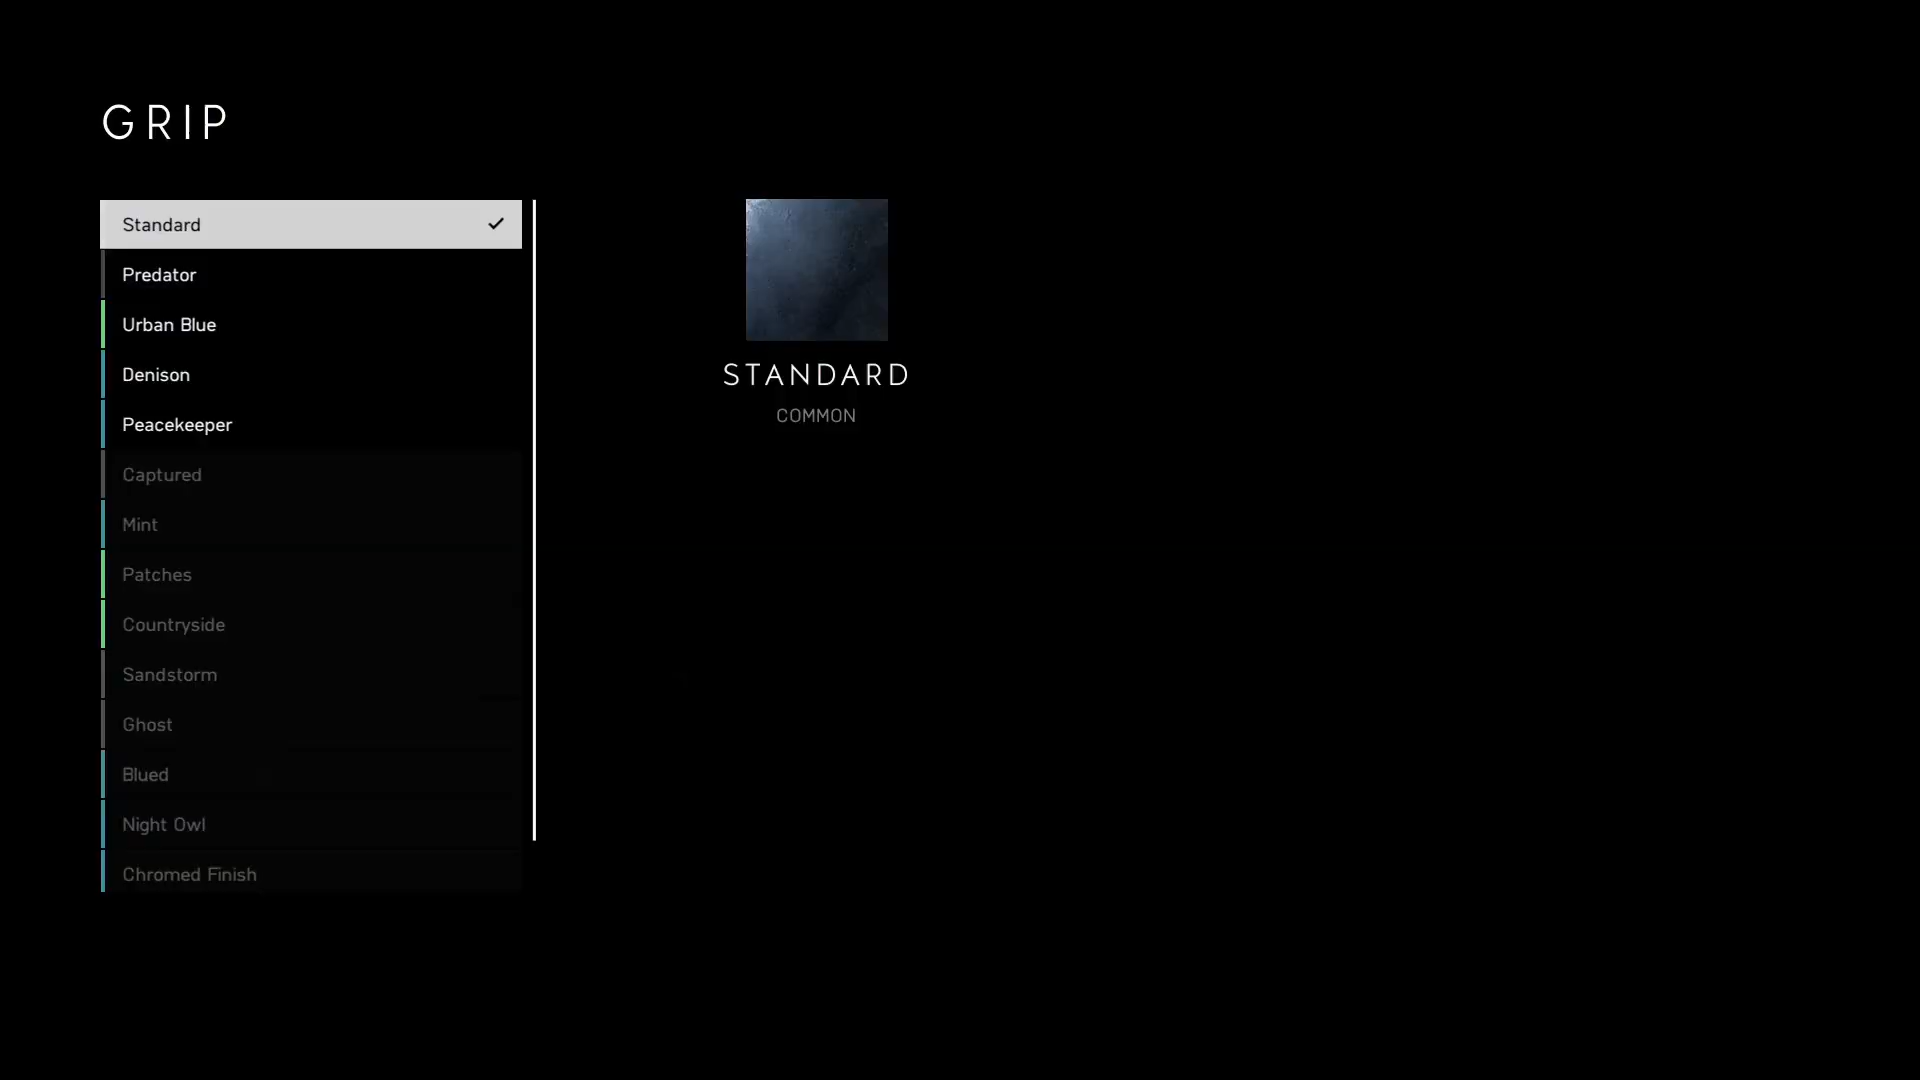 GRIP
Standard
Predator
Urban Blue
Denison
Peacekeeper
Captured
Mint
Patches
Countryside
Sandstorm
Ghost
Blued
Night Owl
Chromed Finish
STANDARD
COMMON